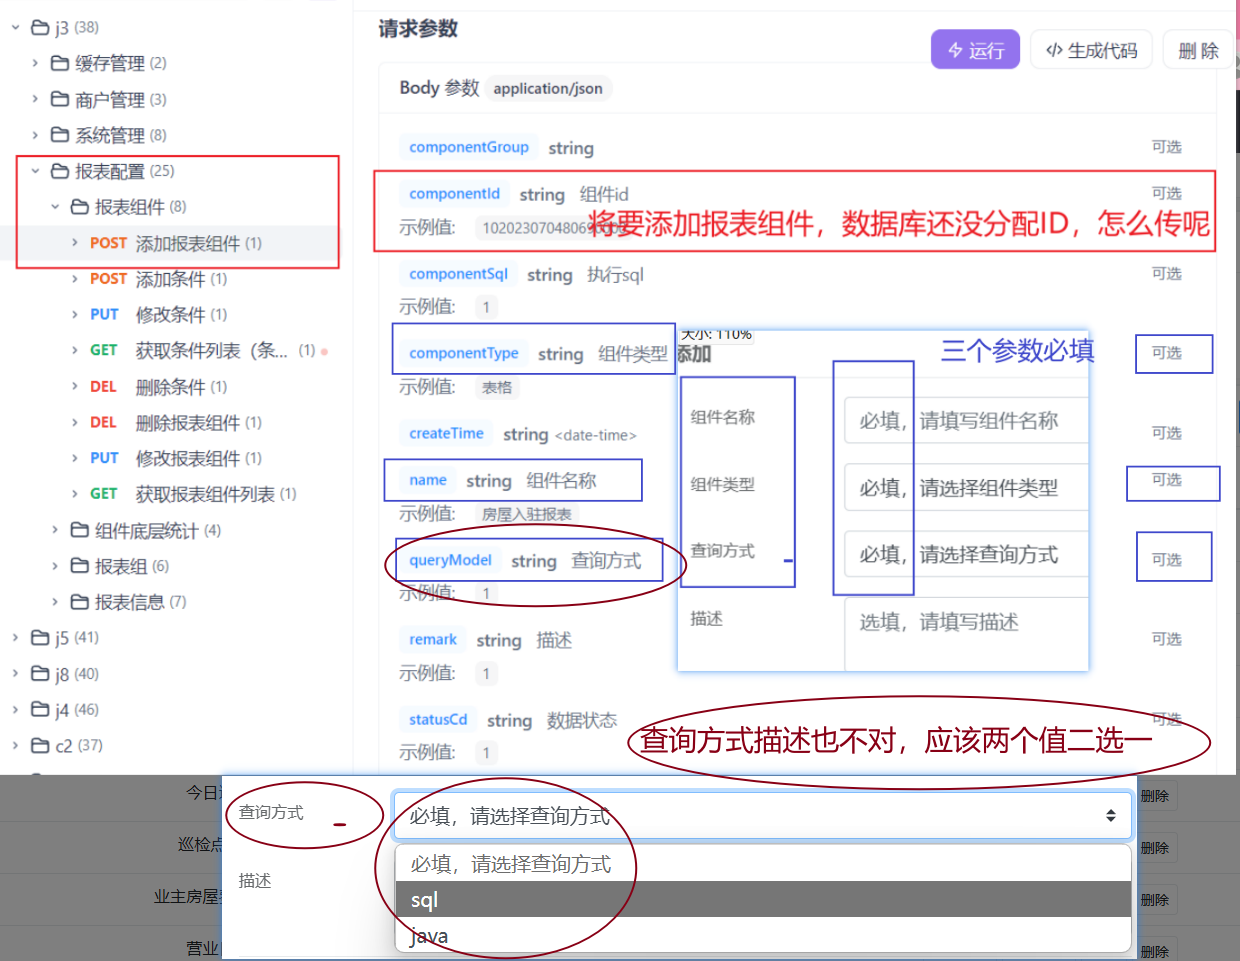 j3 (38)
缓存管理 (2)
商户管理 (3)
系统管理 (8)
报表配置 (25)
报表组件 (8)
POST 添加报表组件 (1)
POST 添加条件 (1)
PUT 修改条件 (1)
GET 获取条件列表（条... (1)
DEL 删除条件 (1)
DEL 删除报表组件 (1)
PUT 修改报表组件 (1)
GET 获取报表组件列表 (1)
组件底层统计 (4)
报表组 (6)
报表信息 (7)
j5 (41)
j8 (40)
j4 (46)
c2 (37)
请求参数
运行
生成代码
删 除
Body 参数 application/json
componentGroup string 可选
componentId string 组件id 可选
示例值:
将要添加报表组件，数据库还没分配ID，怎么传呢
componentSql string 执行sql 可选
示例值: 1
componentType string 组件类型 可选
示例值: 表格
createTime string <date-time> 可选
name string 组件名称 可选
示例值: 房屋入驻报表
queryModel string 查询方式 可选
示例值: 1
remark string 描述 可选
示例值: 1
statusCd string 数据状态 可选
示例值: 1
大小: 110%
添加
三个参数必填
组件名称 必填，请填写组件名称
组件类型 必填，请选择组件类型
查询方式 必填，请选择查询方式
描述 选填，请填写描述
查询方式描述也不对，应该两个值二选一
今日
巡检点
业主房屋
营业
查询方式 必填，请选择查询方式
必填，请选择查询方式
sql
java
描述
删除
删除
删除
删除